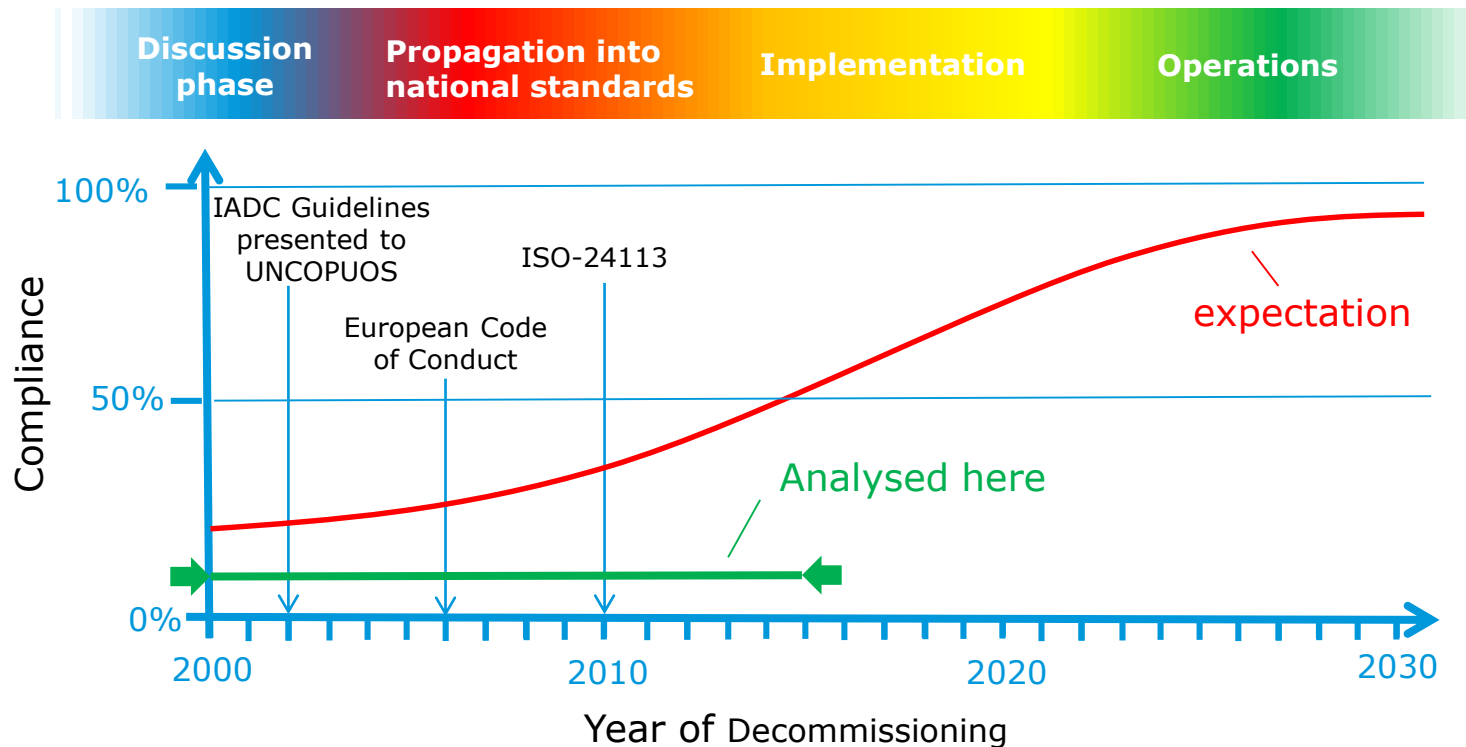 Discussion
phase
Propagation into
national standards
Implementation
Operations
100%
IADC Guidelines
presented to
UNCOPUOS
ISO-24113
European Code
of Conduct
expectation
50%
Analysed here
0%
2000
2010
2020
2030
Compliance
Year of Decommissioning